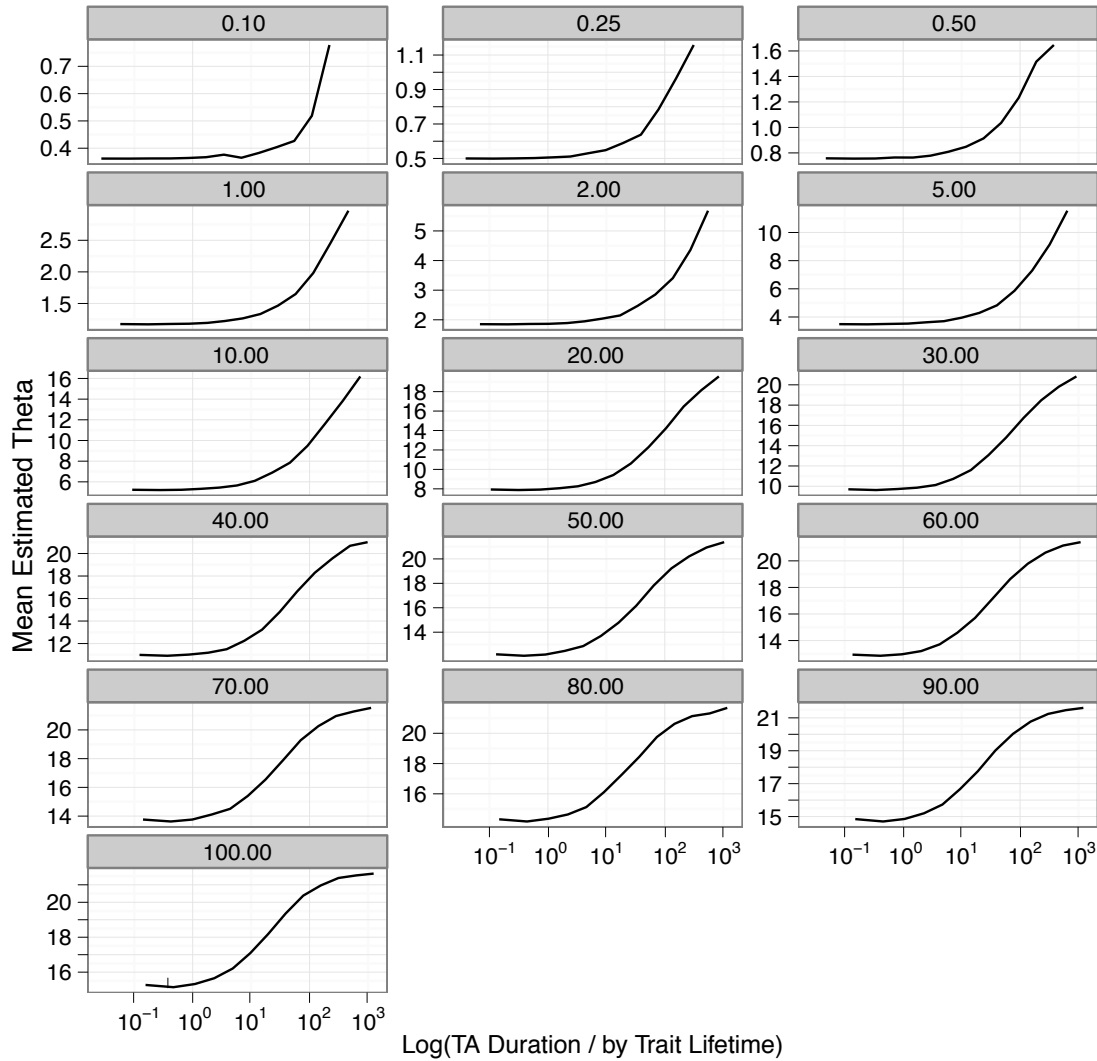 0.10 0.25 0.50
0.7 0.6 0.5 0.4
1.1 0.9 0.7 0.5
1.6 1.4 1.2 1.0 0.8
1.00 2.00 5.00
2.5 2.0 1.5
5 4 3 2
10 8 6 4
10.00 20.00 30.00
16 14 12 10 8 6
18 16 14 12 10 8
20 18 16 14 12 10
40.00 50.00 60.00
20 18 16 14 12
20 18 16 14
20 18 16 14
70.00 80.00 90.00
20 18 16 14
20 18 16
21 19 17 15
10⁻¹ 10⁰ 10¹ 10² 10³
10⁻¹ 10⁰ 10¹ 10² 10³
100.00
20 18 16
10⁻¹ 10⁰ 10¹ 10² 10³
Mean Estimated Theta
Log(TA Duration / by Trait Lifetime)